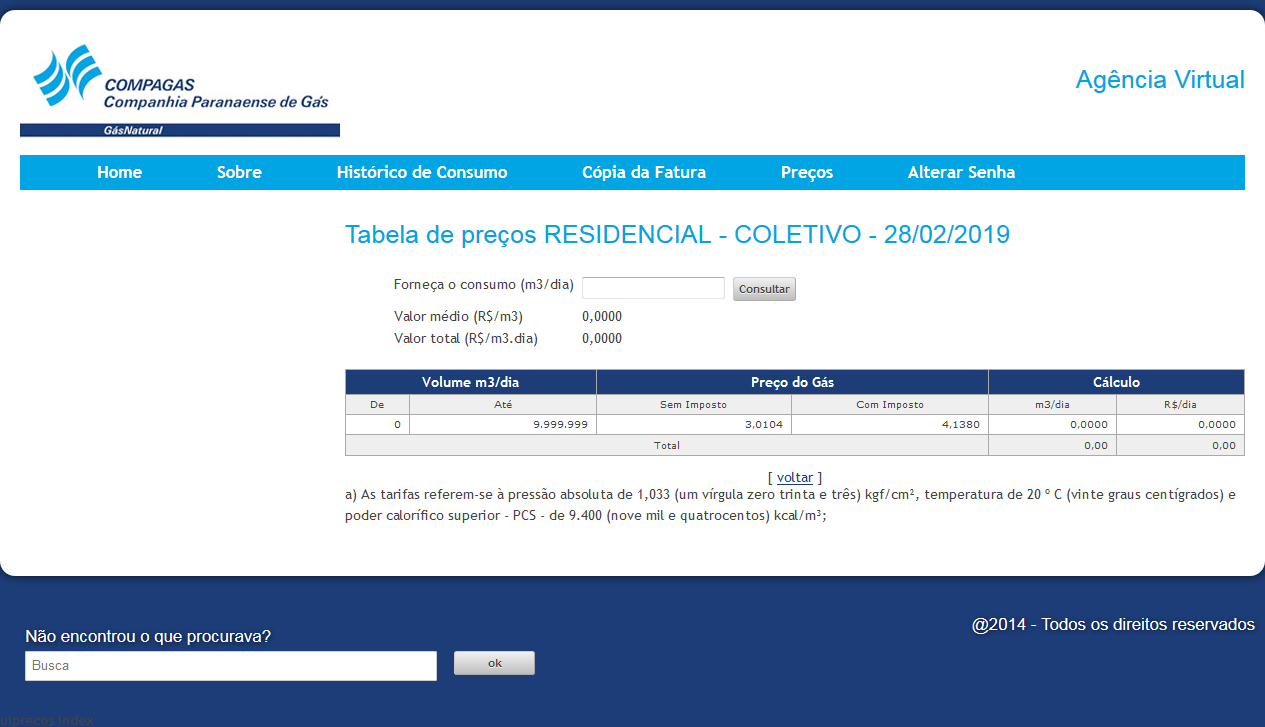 COMPAGAS
Companhia Paranaense de Gás
GásNatural
Agência Virtual
Home Sobre Histórico de Consumo Cópia da Fatura Preços Alterar Senha
Tabela de preços RESIDENCIAL - COLETIVO - 28/02/2019
Forneça o consumo (m3/dia) Consultar
Valor médio (R$/m3) 0,0000
Valor total (R$/m3.dia) 0,0000
Volume m3/dia Preço do Gás Cálculo
De Até Sem Imposto Com Imposto m3/dia R$/dia
0 9.999.999 3,0104 4,1380 0,0000 0,0000
Total 0,00 0,00
[ voltar ]
a) As tarifas referem-se à pressão absoluta de 1,033 (um vírgula zero trinta e três) kgf/cm², temperatura de 20 º C (vinte graus centígrados) e
poder calorífico superior - PCS - de 9.400 (nove mil e quatrocentos) kcal/m³;
@2014 - Todos os direitos reservados
Não encontrou o que procurava?
Busca ok
ulprecos index